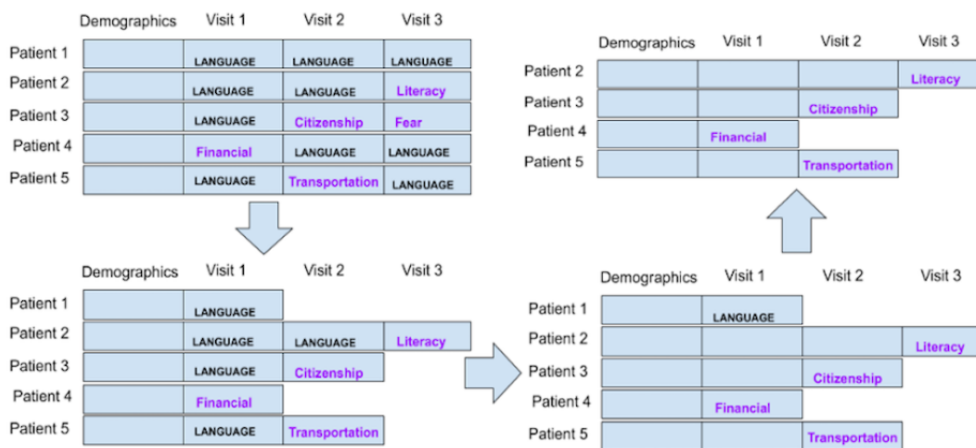 Demographics Visit 1 Visit 2 Visit 3
Patient 1 LANGUAGE LANGUAGE LANGUAGE
Patient 2 LANGUAGE LANGUAGE Literacy
Patient 3 LANGUAGE Citizenship Fear
Patient 4 Financial LANGUAGE LANGUAGE
Patient 5 LANGUAGE Transportation LANGUAGE
Demographics Visit 1 Visit 2 Visit 3
Patient 1 LANGUAGE
Patient 2 LANGUAGE LANGUAGE Literacy
Patient 3 LANGUAGE Citizenship
Patient 4 Financial
Patient 5 LANGUAGE Transportation
Demographics Visit 1 Visit 2 Visit 3
Patient 1 LANGUAGE
Patient 2 Literacy
Patient 3 Citizenship
Patient 4 Financial
Patient 5 Transportation
Demographics Visit 1 Visit 2 Visit 3
Patient 2 Literacy
Patient 3 Citizenship
Patient 4 Financial
Patient 5 Transportation